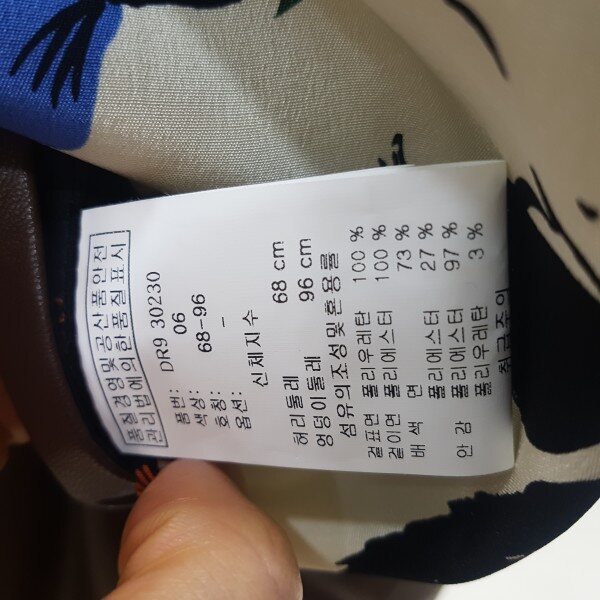 품질경영및공산품안전
관리법에의한품질표시
품번: DR9 30230
색상: 06
호칭: 68-96
옵션: -
신체지수
허리둘레 68 cm
엉덩이둘레 96 cm
섬유의조성및혼용률
겉표면 폴리우레탄 100 %
겉이면 폴리에스터 100 %
배색 면 73 %
폴리에스터 27 %
안감 폴리에스터 97 %
폴리우레탄 3 %
취급주의